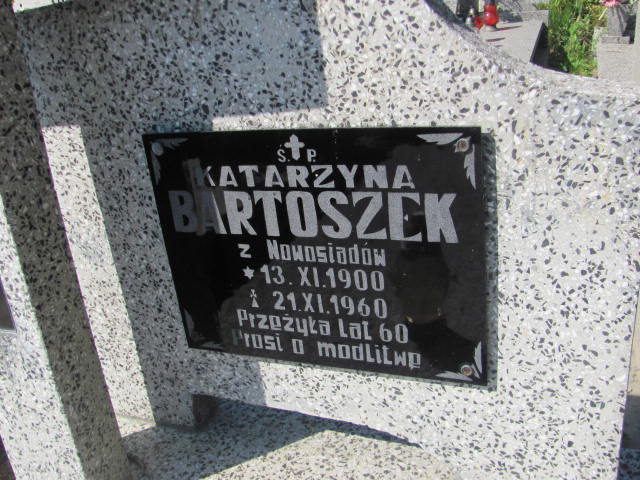 Ś. P.
KATARZYNA
BARTOSZEK
z Nowosiadów
13. XI. 1900
21. XI. 1960
Przeżyła Lat 60
Prosi o modlitwę